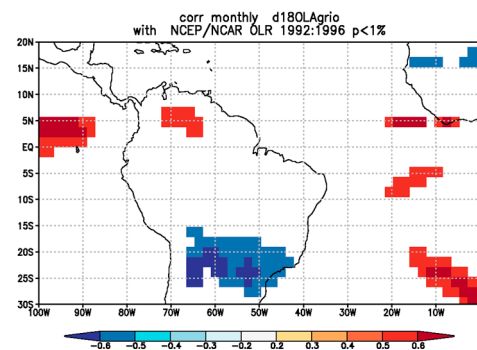 corr monthly d18OLAgrio
with NCEP/NCAR OLR 1992:1996 p<1%
20N
15N
10N
5N
EQ
5S
10S
15S
20S
25S
30S
100W 90W 80W 70W 60W 50W 40W 30W 20W 10W
-0.6 -0.5 -0.4 -0.3 -0.2 0.2 0.3 0.4 0.5 0.6